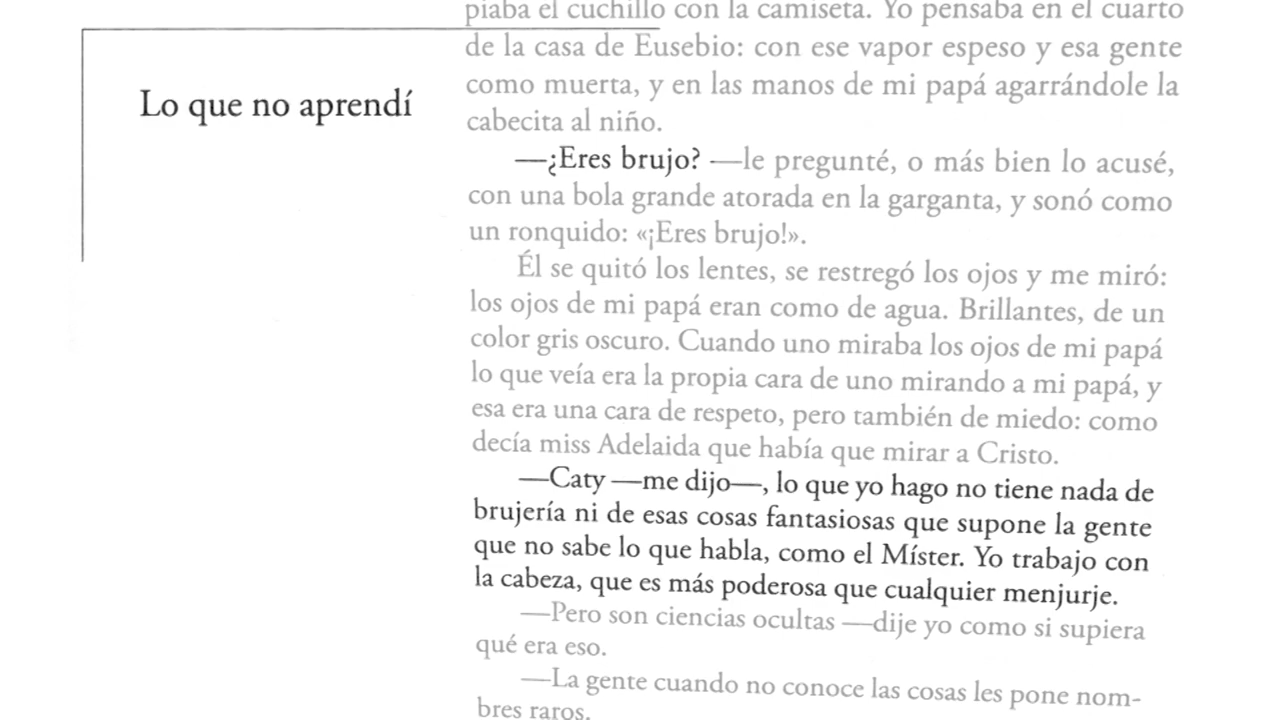 Lo que no aprendí
piaba el cuchillo con la camiseta. Yo pensaba en el cuarto
de la casa de Eusebio: con ese vapor espeso y esa gente
como muerta, y en las manos de mi papá agarrándole la
cabecita al niño.
—¿Eres brujo? —le pregunté, o más bien lo acusé,
con una bola grande atorada en la garganta, y sonó como
un ronquido: «¡Eres brujo!».
Él se quitó los lentes, se restregó los ojos y me miró:
los ojos de mi papá eran como de agua. Brillantes, de un
color gris oscuro. Cuando uno miraba los ojos de mi papá
lo que veía era la propia cara de uno mirando a mi papá, y
esa era una cara de respeto, pero también de miedo: como
decía miss Adelaida que había que mirar a Cristo.
—Caty —me dijo—, lo que yo hago no tiene nada de
brujería ni de esas cosas fantasiosas que supone la gente
que no sabe lo que habla, como el Míster. Yo trabajo con
la cabeza, que es más poderosa que cualquier menjurje.
—Pero son ciencias ocultas —dije yo como si supiera
qué era eso.
—La gente cuando no conoce las cosas les pone nom-
bres raros.